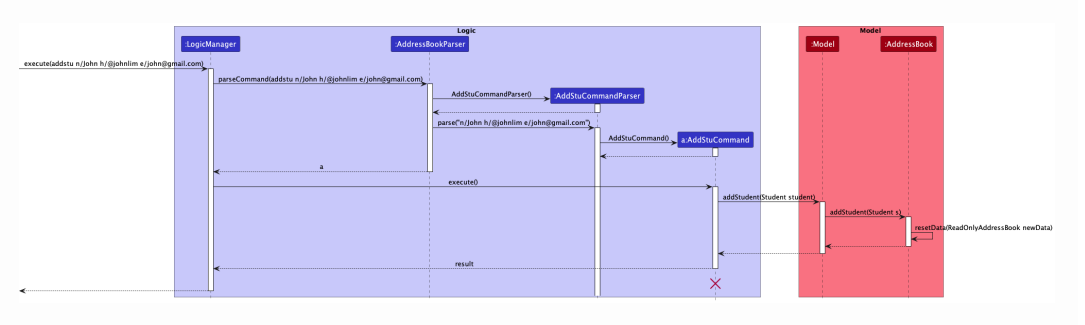 Logic
Model
:LogicManager
:AddressBookParser
:Model
:AddressBook
execute(addstu n/John h/@johnlim e/john@gmail.com)
parseCommand(addstu n/John h/@johnlim e/john@gmail.com)
AddStuCommandParser()
:AddStuCommandParser
parse("n/John h/@johnlim e/john@gmail.com")
AddStuCommand()
a:AddStuCommand
a
execute()
addStudent(Student student)
addStudent(Student s)
resetData(ReadOnlyAddressBook newData)
result